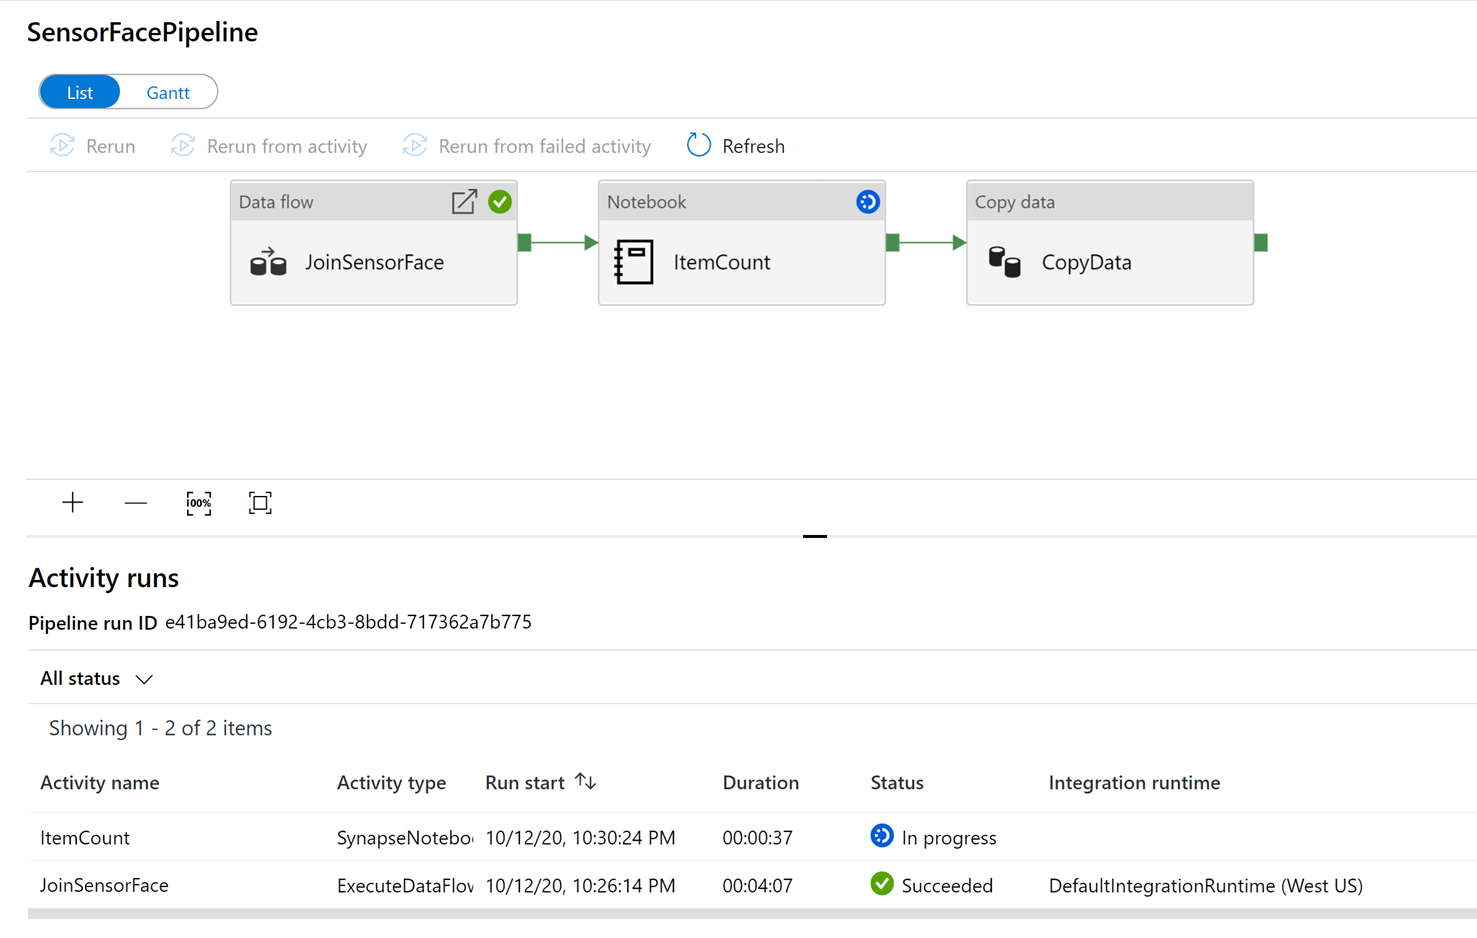 SensorFacePipeline
List Gantt
Rerun Rerun from activity Rerun from failed activity Refresh
Data flow Notebook Copy data
JoinSensorFace ItemCount CopyData
100%
Activity runs
Pipeline run ID e41ba9ed-6192-4cb3-8bdd-717362a7b775
All status
Showing 1 - 2 of 2 items
Activity name Activity type Run start Duration Status Integration runtime
ItemCount SynapseNotebo 10/12/20, 10:30:24 PM 00:00:37 In progress
JoinSensorFace ExecuteDataFlow 10/12/20, 10:26:14 PM 00:04:07 Succeeded DefaultIntegrationRuntime (West US)